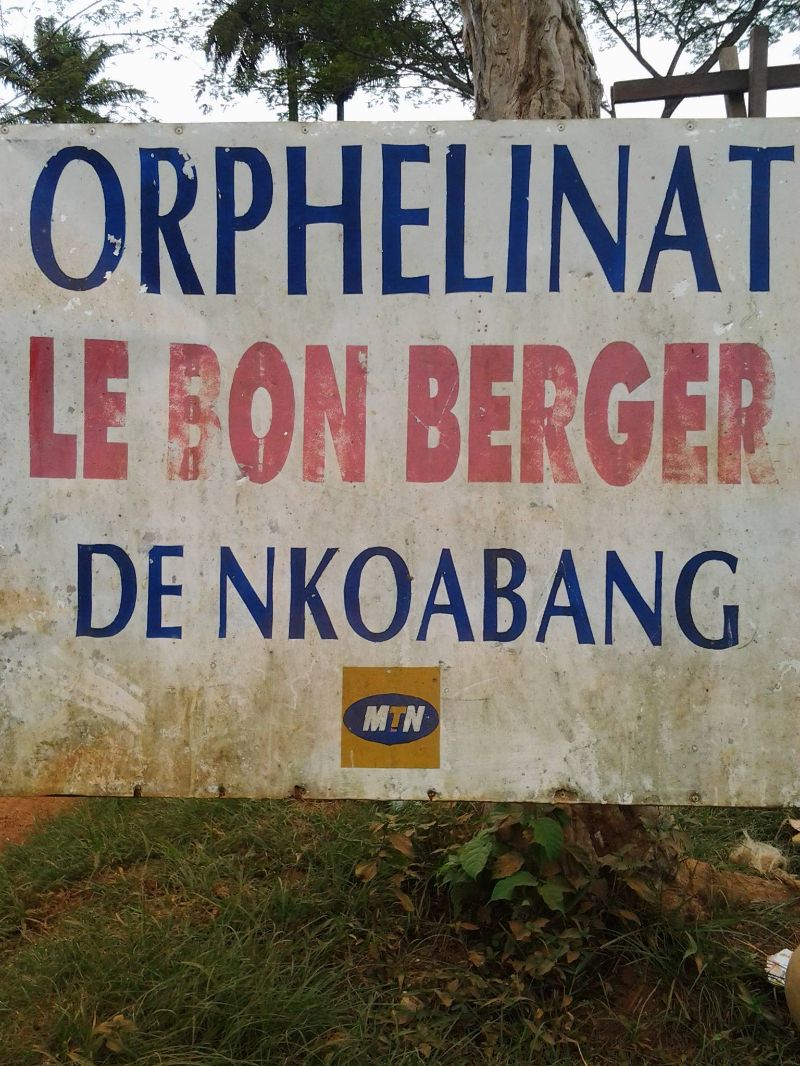 ORPHELINAT
LE BON BERGER
DE NKOABANG
MTN